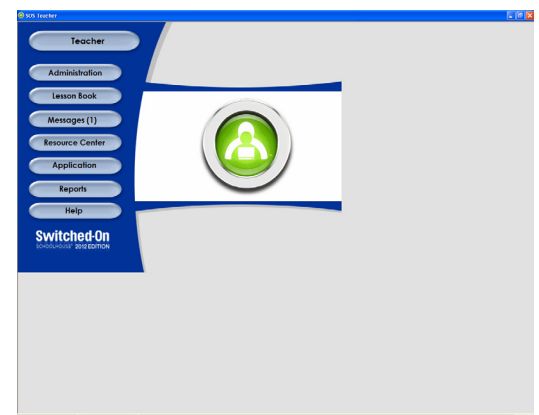 SOS Teacher
Teacher
Administration
Lesson Book
Messages (1)
Resource Center
Application
Reports
Help
Switched-On
SCHOOLHOUSE® 2012 EDITION